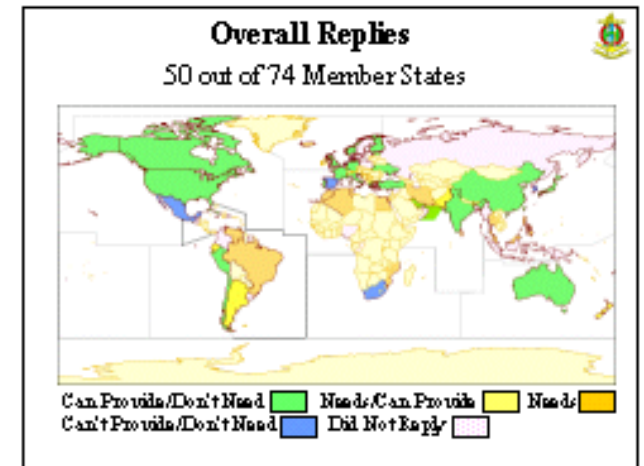 Overall Replies
50 out of 74 Member States
Can Provide/Don't Need Needs/Can Provide Needs
Can't Provide/Don't Need Did Not Reply